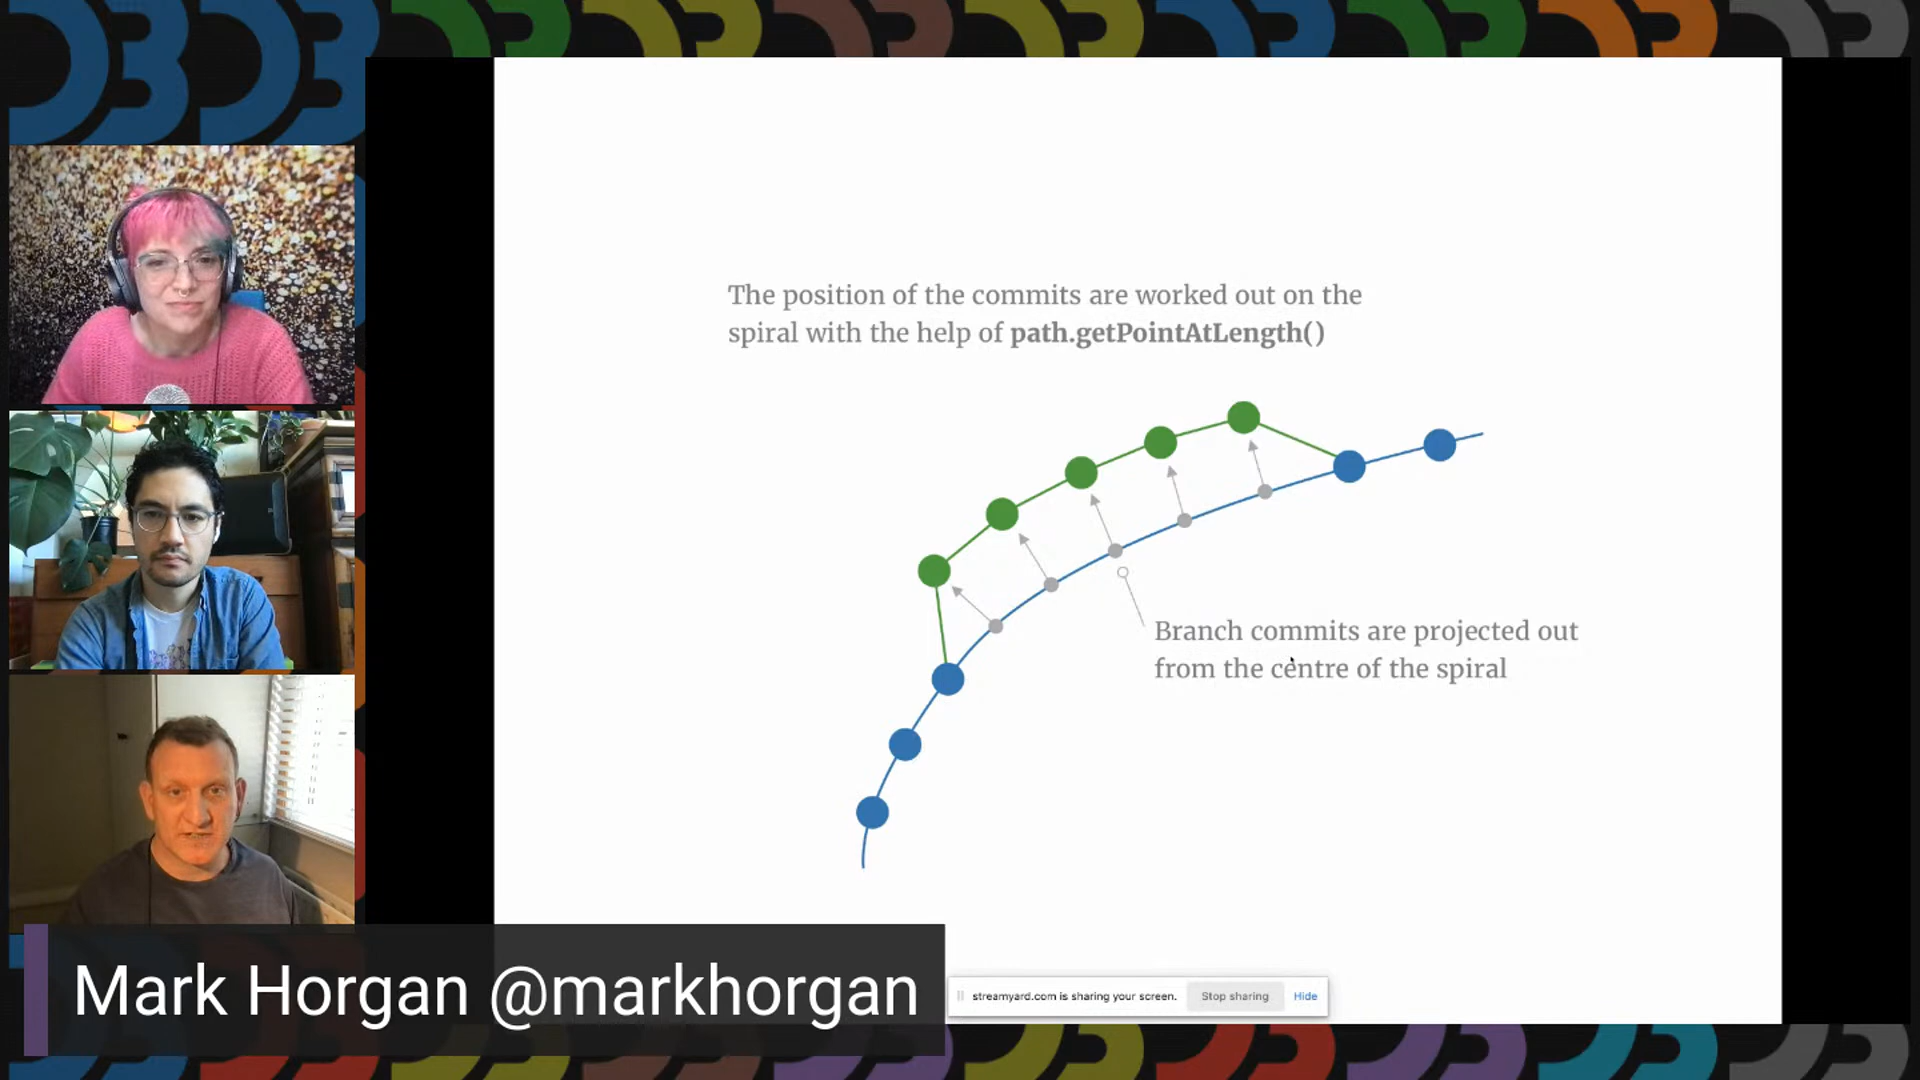 The position of the commits are worked out on the
spiral with the help of path.getPointAtLength()
Branch commits are projected out
from the centre of the spiral
Mark Horgan @markhorgan
streamyard.com is sharing your screen.
Stop sharing
Hide